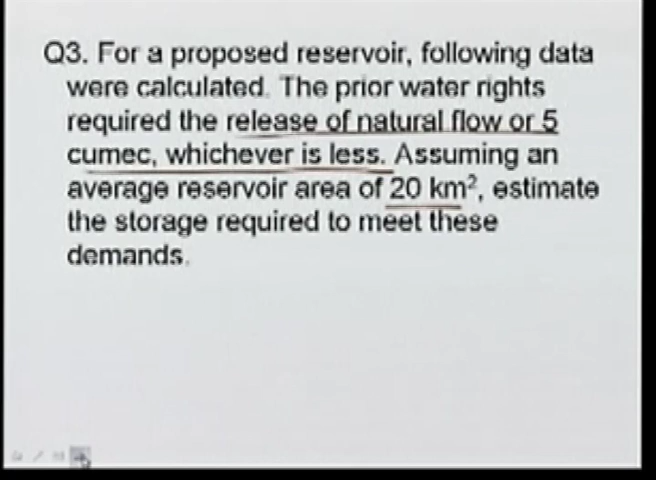 Q3. For a proposed reservoir, following data
were calculated. The prior water rights
required the release of natural flow or 5
cumec, whichever is less. Assuming an
average reservoir area of 20 km², estimate
the storage required to meet these
demands.